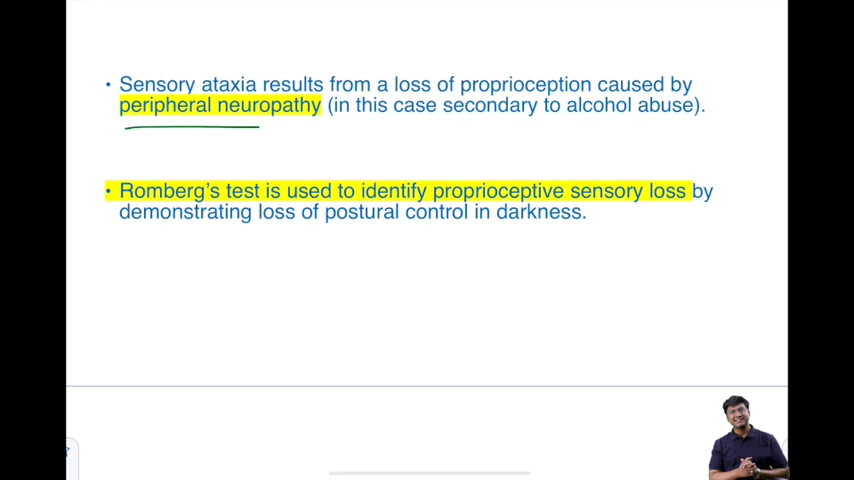 • Sensory ataxia results from a loss of proprioception caused by
peripheral neuropathy (in this case secondary to alcohol abuse).
• Romberg’s test is used to identify proprioceptive sensory loss by
demonstrating loss of postural control in darkness.